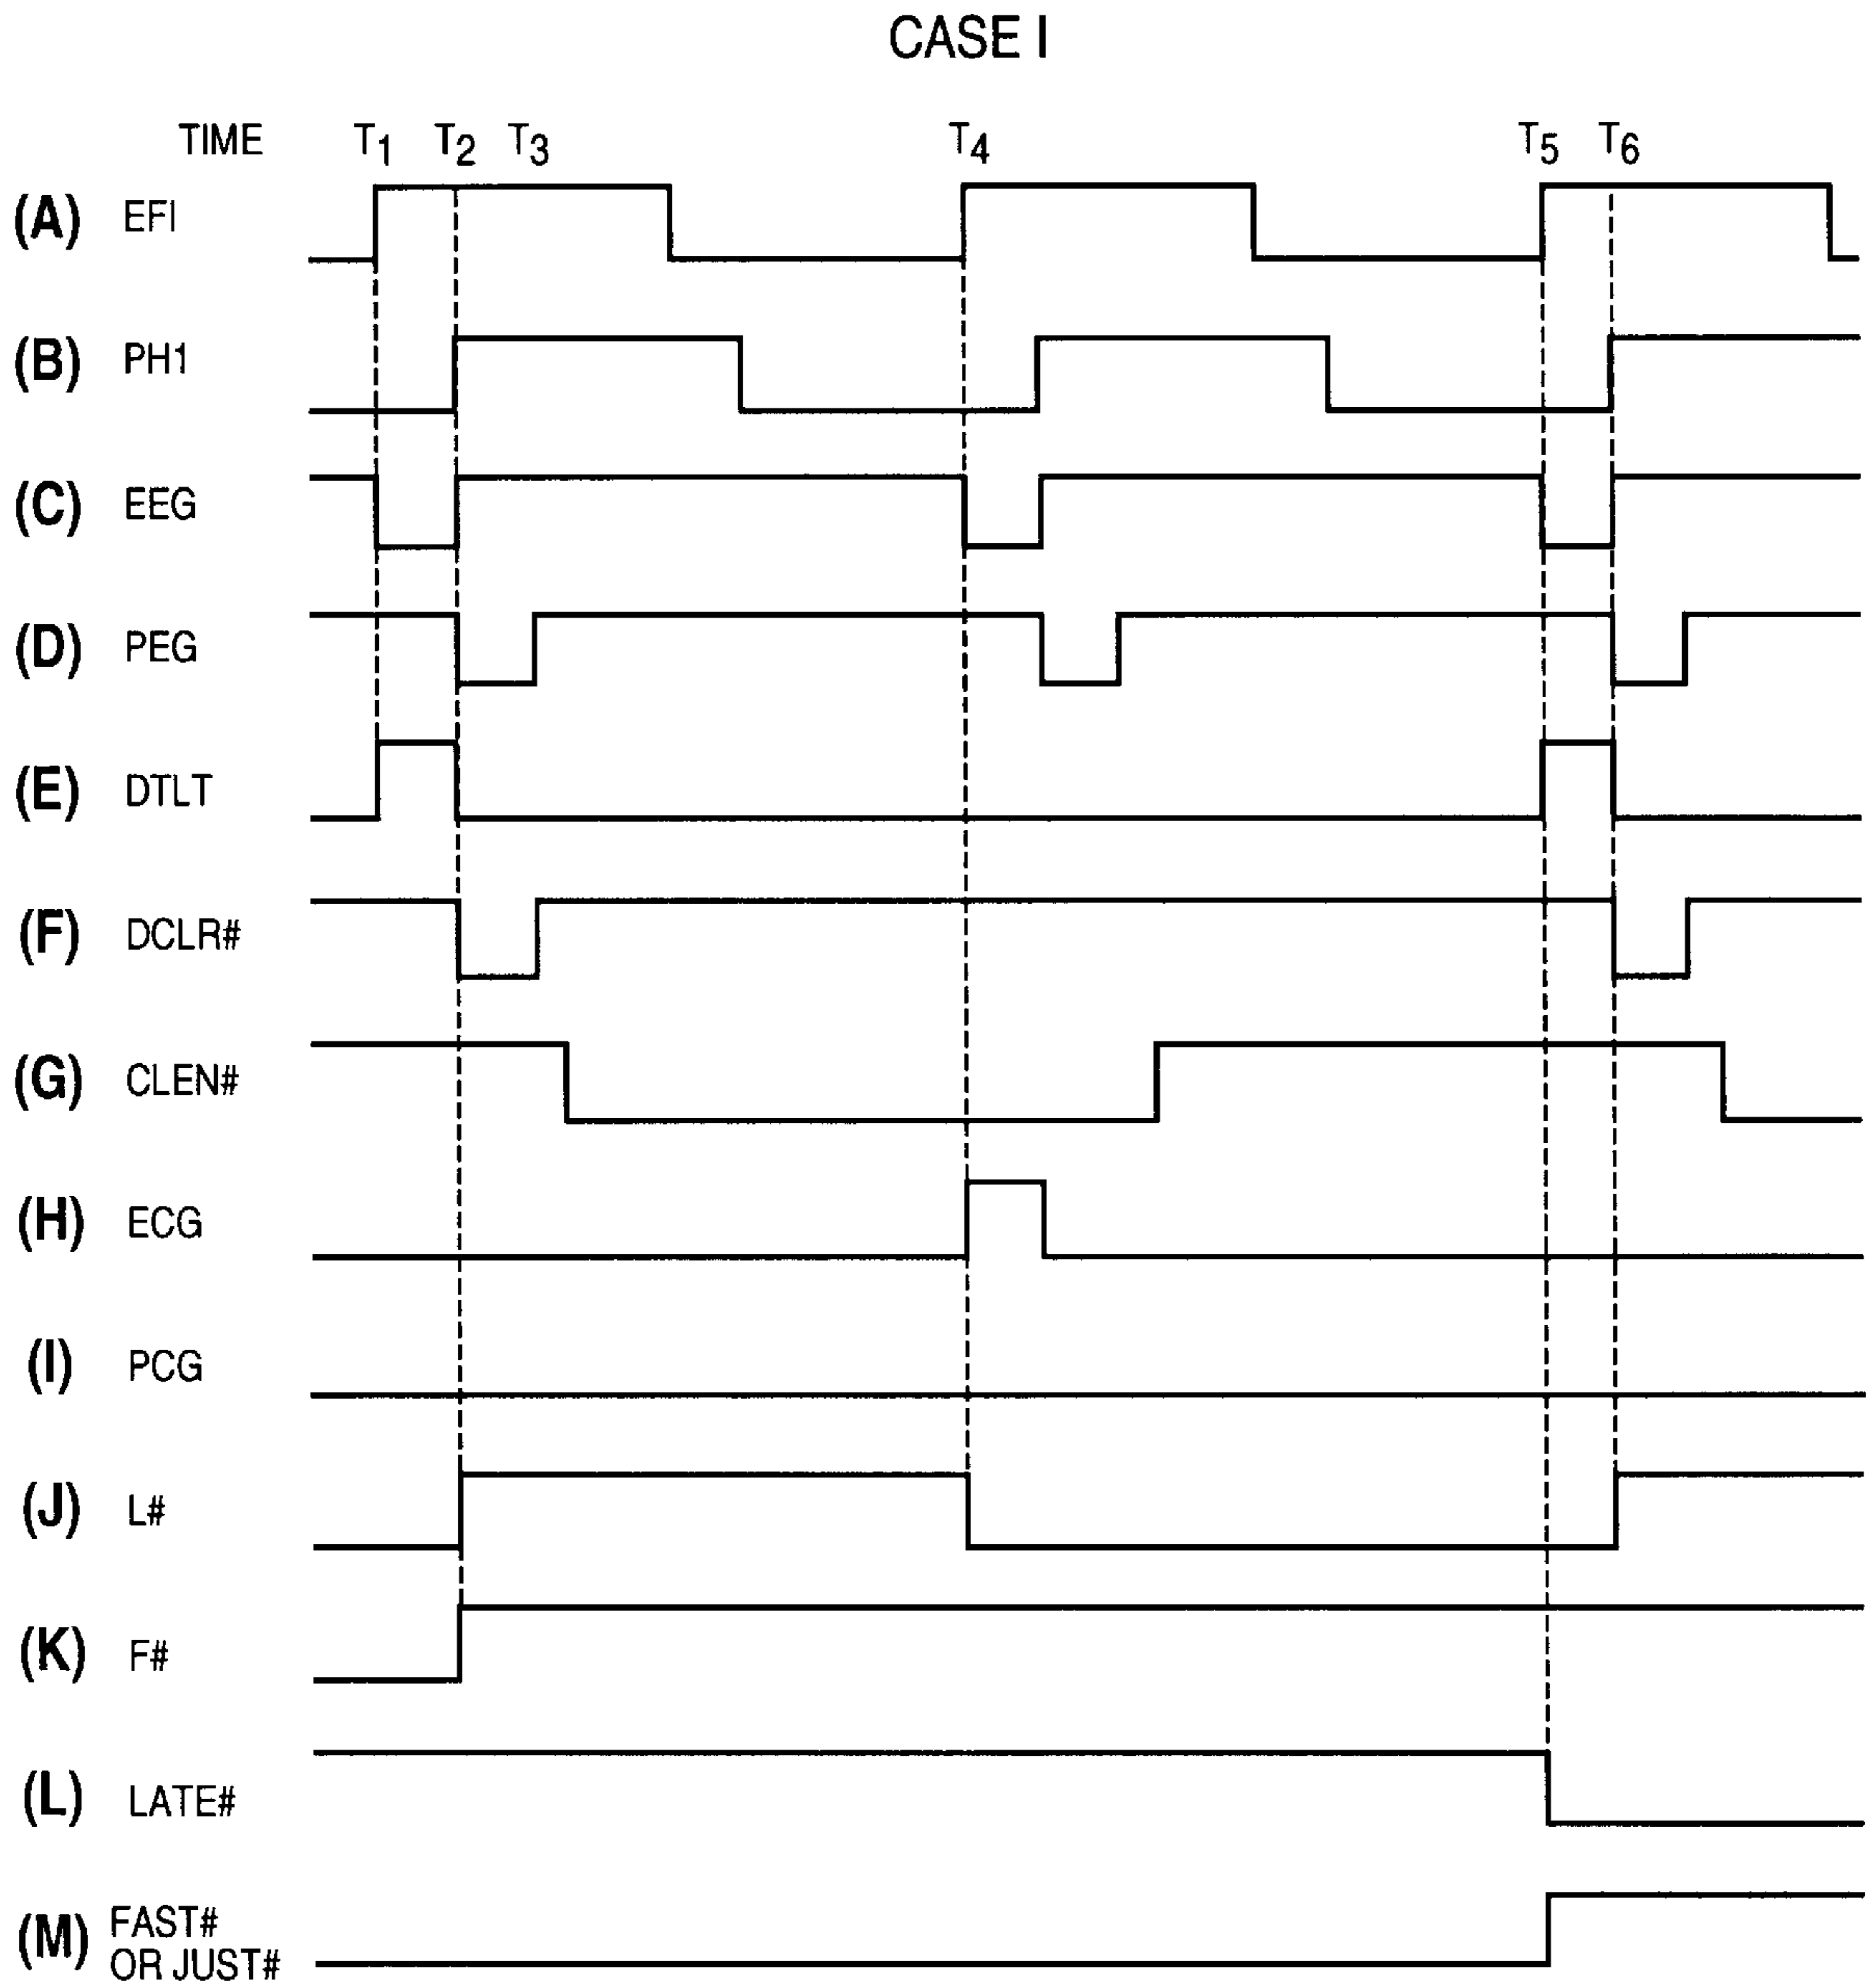 CASE I
TIME T1 T2 T3 T4 T5 T6
(A) EFI
(B) PH1
(C) EEG
(D) PEG
(E) DTLT
(F) DCLR#
(G) CLEN#
(H) ECG
(I) PCG
(J) L#
(K) F#
(L) LATE#
(M) FAST#
OR JUST#